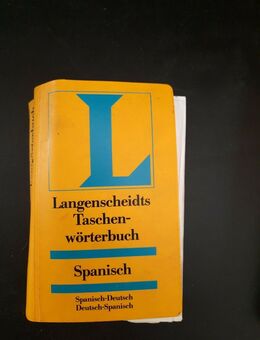 L
Langenscheidts
Taschen-
wörterbuch
Spanisch
Spanisch-Deutsch
Deutsch-Spanisch